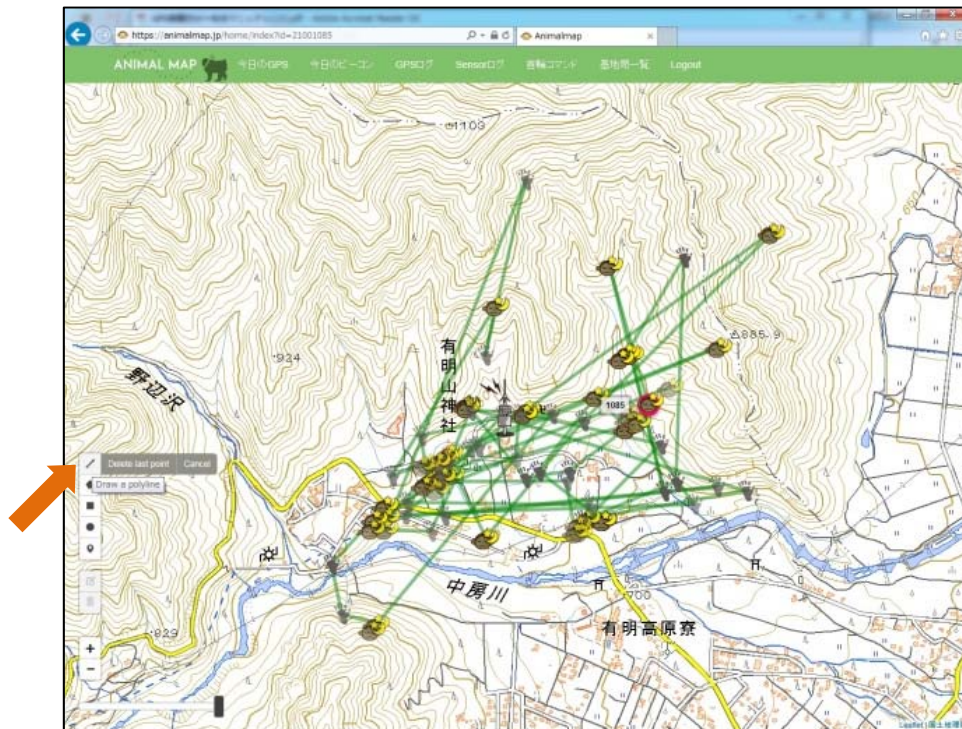 https://animalmap.jp/home/index?id=21001085
Animalmap
ANIMAL MAP
今日のGPS
今日のビーコン
GPSログ
Sensorログ
首輪コマンド
基地局一覧
Logout
1103
885.9
924
有明山神社
野辺沢
1085
Delete last point
Cancel
Draw a polyline
中房川
700
有明高原寮
829
+
−